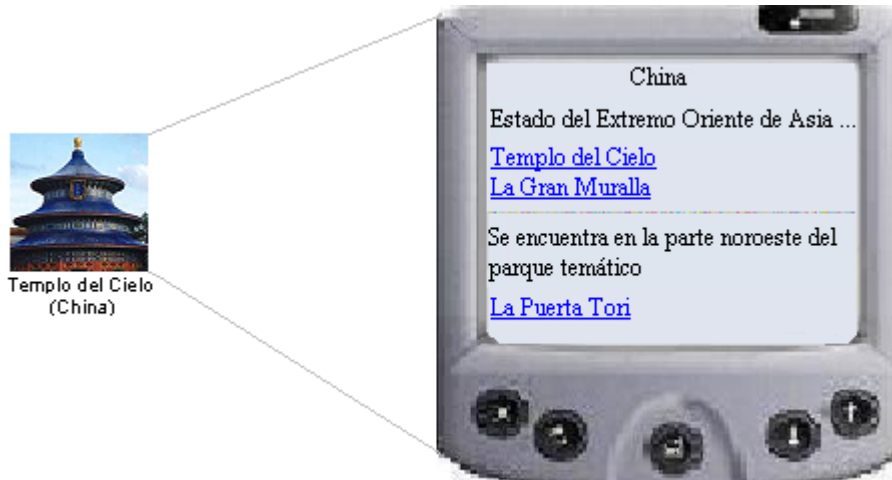 China
Estado del Extremo Oriente de Asia ...
Templo del Cielo
La Gran Muralla
Se encuentra en la parte noroeste del
parque temático
La Puerta Tori
Templo del Cielo
(China)